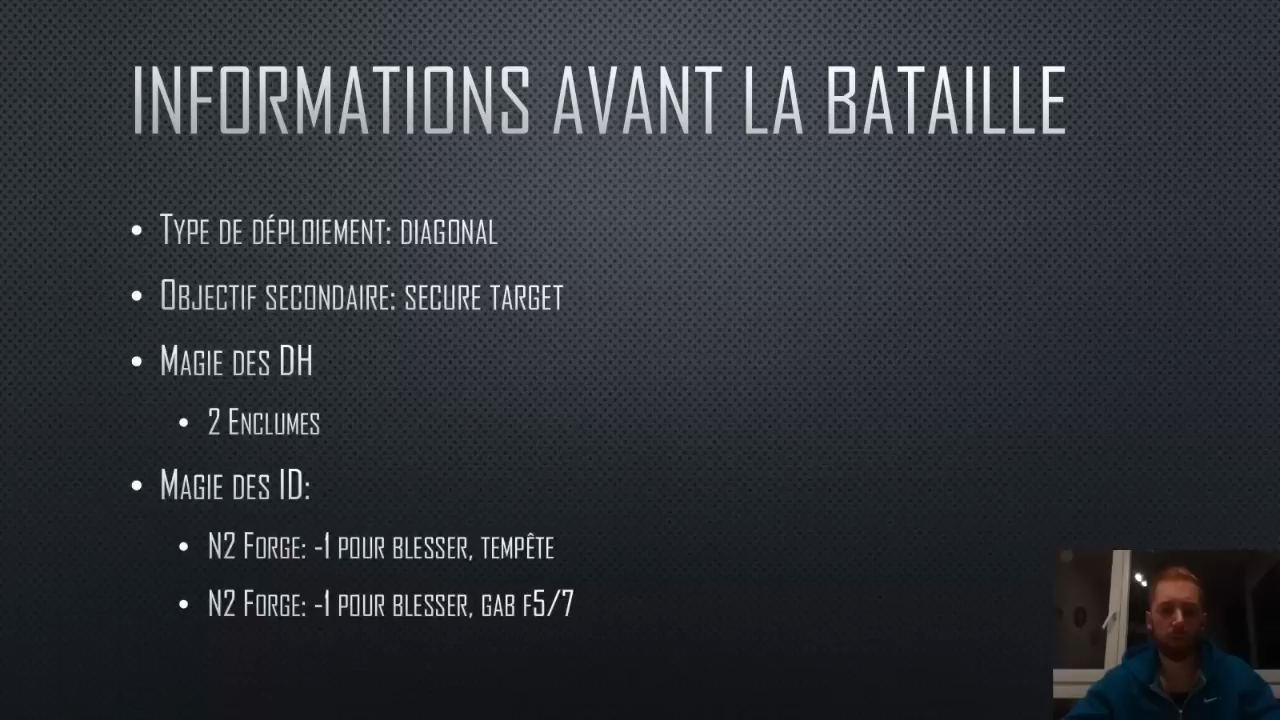 INFORMATIONS AVANT LA BATAILLE
• TYPE DE DÉPLOIEMENT: DIAGONAL
• OBJECTIF SECONDAIRE: SECURE TARGET
• MAGIE DES DH
• 2 ENCLUMES
• MAGIE DES ID:
• N2 FORGE: -1 POUR BLESSER, TEMPÊTE
• N2 FORGE: -1 POUR BLESSER, GAB F5/7